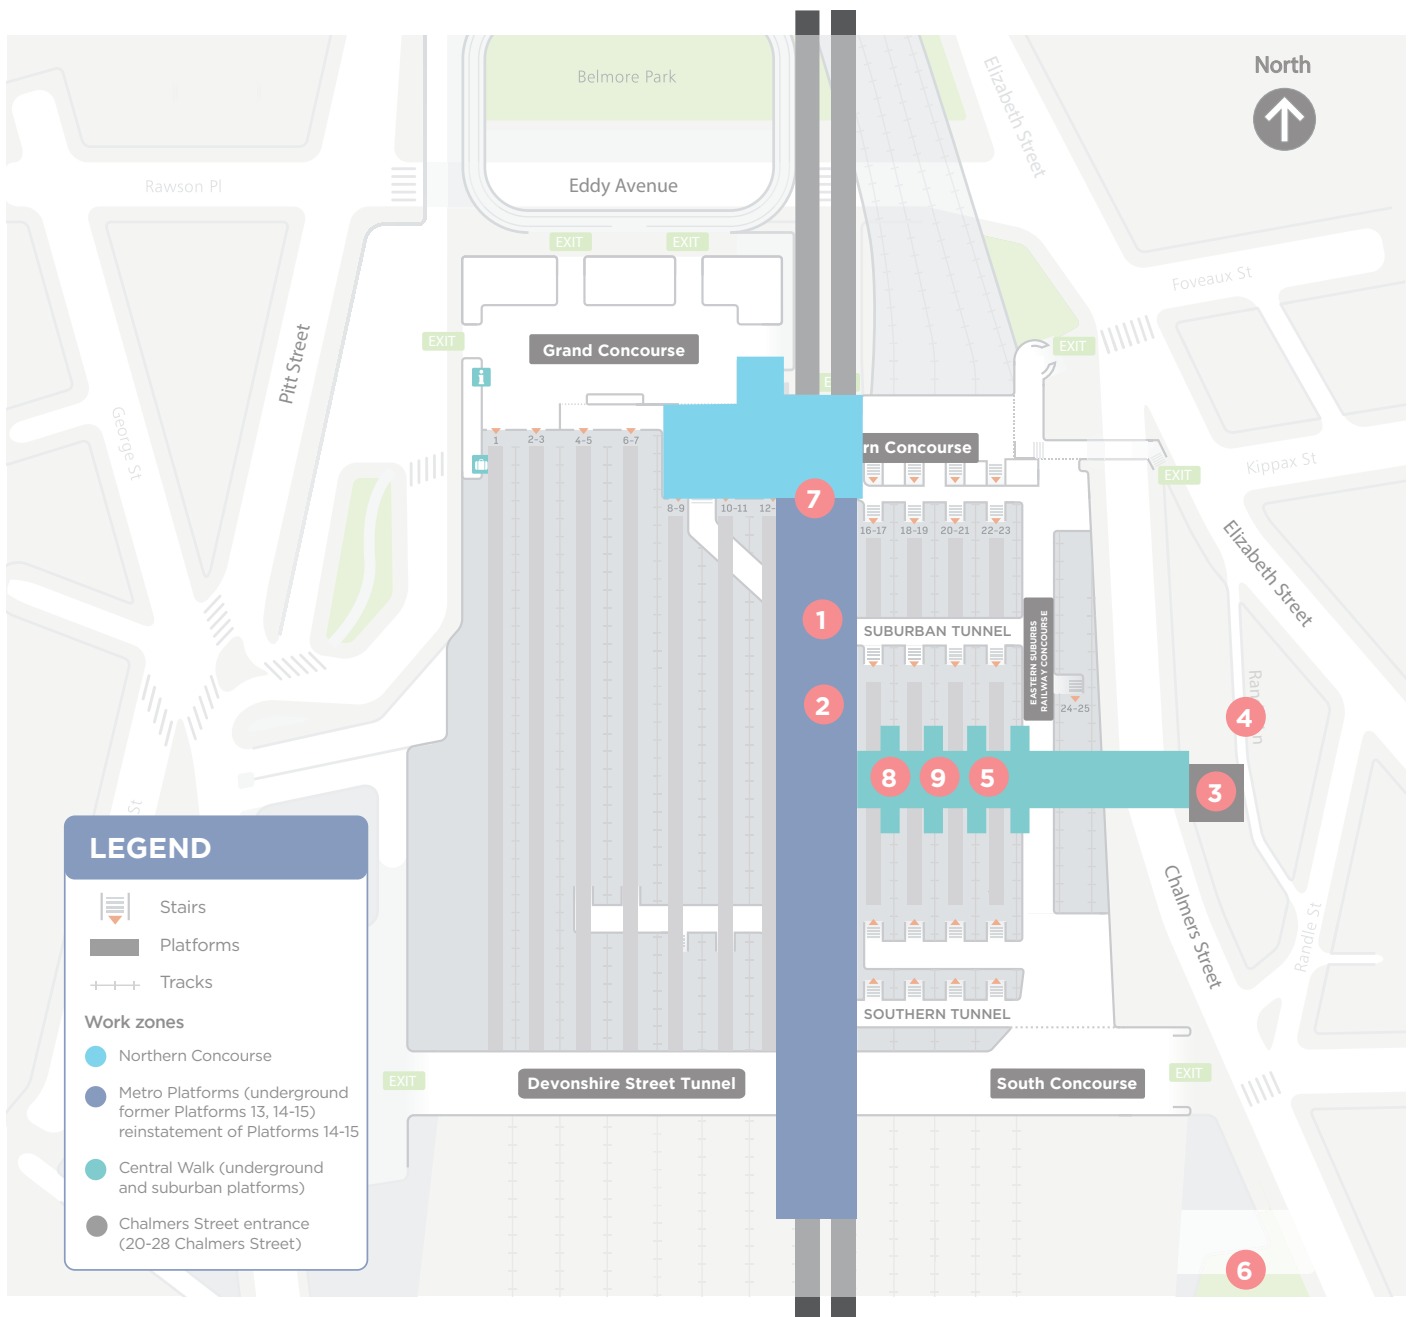 North
Belmore Park
Elizabeth Street
Rawson Pl
Eddy Avenue
EXIT
EXIT
Foveaux St
EXIT
EXIT
Grand Concourse
Pitt Street
George St
1
2-3
4-5
6-7
rn Concourse
Kippax St
EXIT
7
8-9
10-11
12-
16-17
18-19
20-21
22-23
Elizabeth Street
1
SUBURBAN TUNNEL
EASTERN SUBURBS
RAILWAY CONCOURSE
2
24-25
4
8
9
5
3
St
LEGEND
Stairs
Platforms
Tracks
Work zones
Northern Concourse
Metro Platforms (underground
former Platforms 13, 14-15)
reinstatement of Platforms 14-15
Central Walk (underground
and suburban platforms)
Chalmers Street entrance
(20-28 Chalmers Street)
Chalmers Street
Randle St
SOUTHERN TUNNEL
EXIT
Devonshire Street Tunnel
South Concourse
EXIT
6